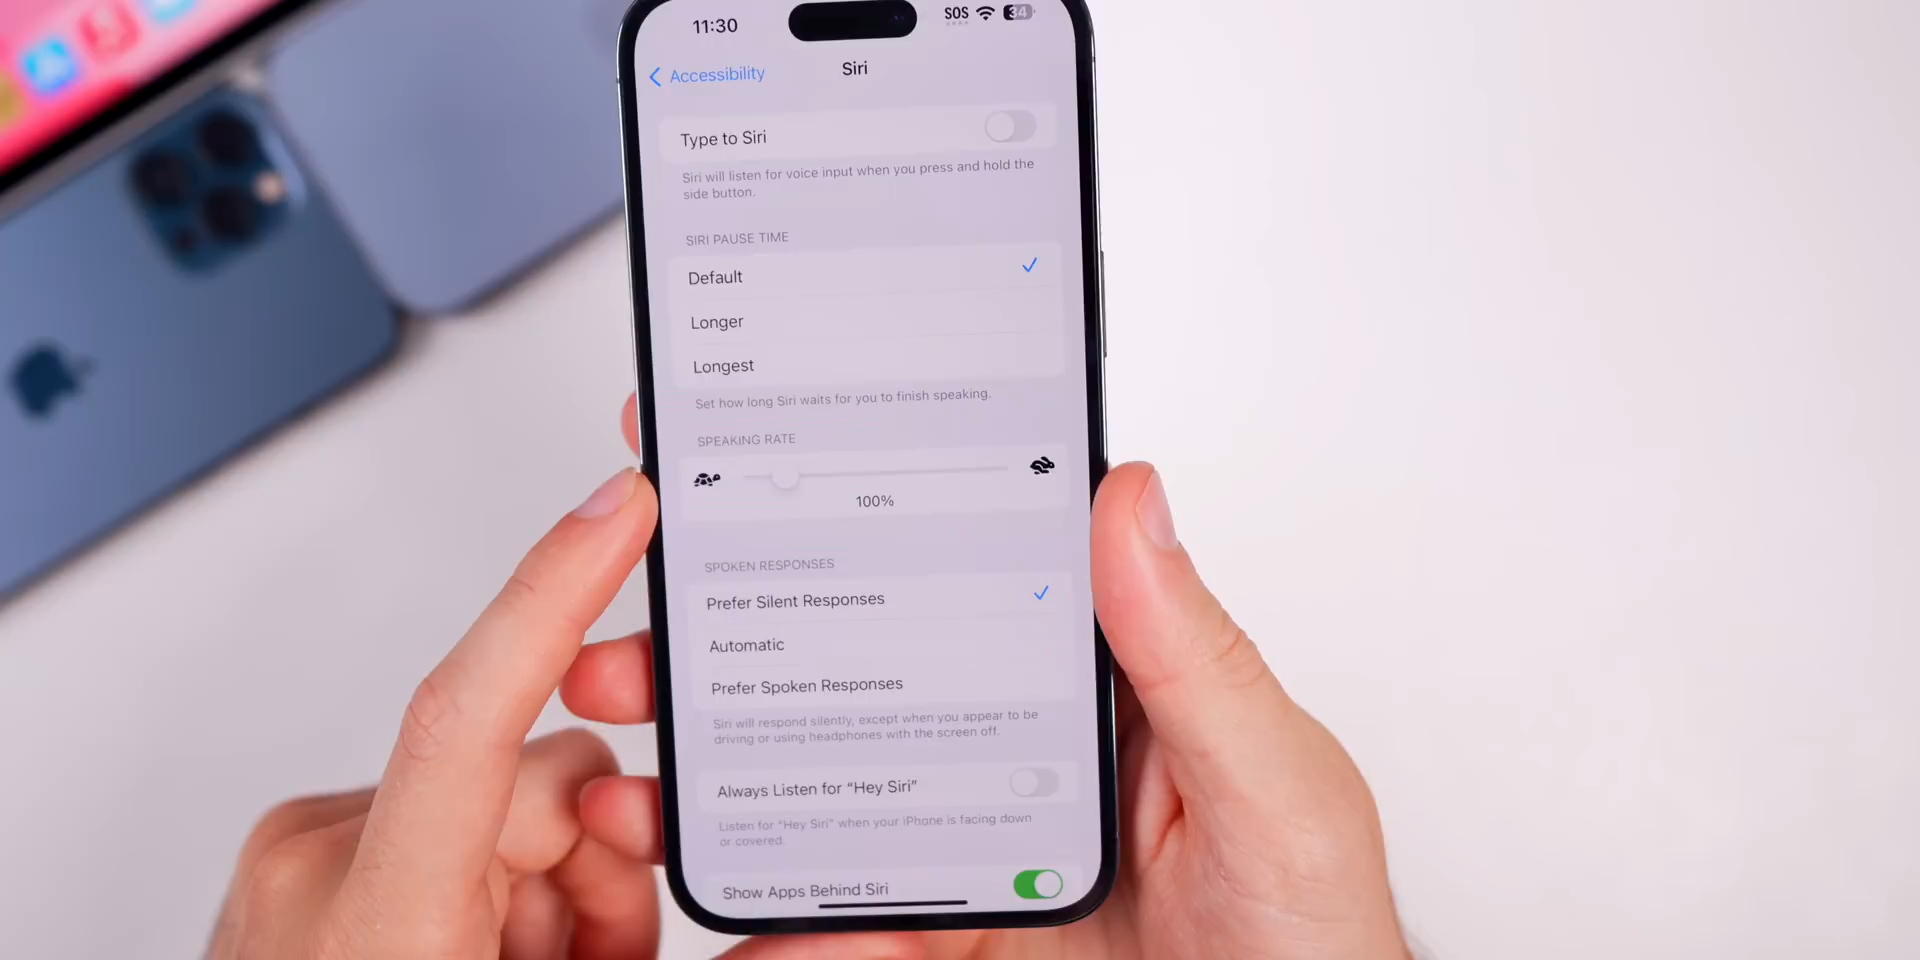 11:30
SOS
34
Accessibility
Siri
Type to Siri
Siri will listen for voice input when you press and hold the
side button.
SIRI PAUSE TIME
Default
Longer
Longest
Set how long Siri waits for you to finish speaking.
SPEAKING RATE
100%
SPOKEN RESPONSES
Prefer Silent Responses
Automatic
Prefer Spoken Responses
Siri will respond silently, except when you appear to be
driving or using headphones with the screen off.
Always Listen for “Hey Siri”
Listen for “Hey Siri” when your iPhone is facing down
or covered.
Show Apps Behind Siri